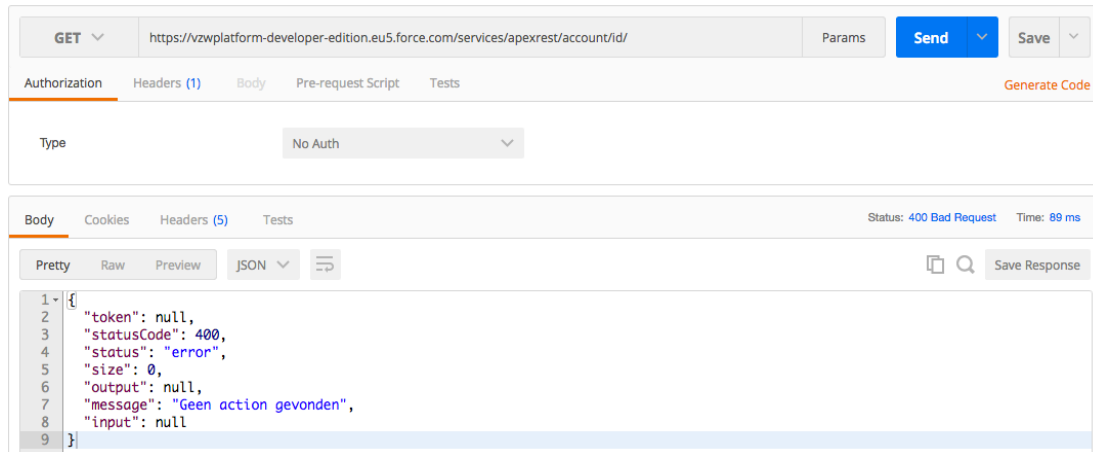 GET https://vzwplatform-developer-edition.eu5.force.com/services/apexrest/account/id/ Params Send Save
Authorization Headers (1) Body Pre-request Script Tests Generate Code
Type No Auth
Body Cookies Headers (5) Tests Status: 400 Bad Request Time: 89 ms
Pretty Raw Preview JSON Save Response
1 {
2 "token": null,
3 "statusCode": 400,
4 "status": "error",
5 "size": 0,
6 "output": null,
7 "message": "Geen action gevonden",
8 "input": null
9 }